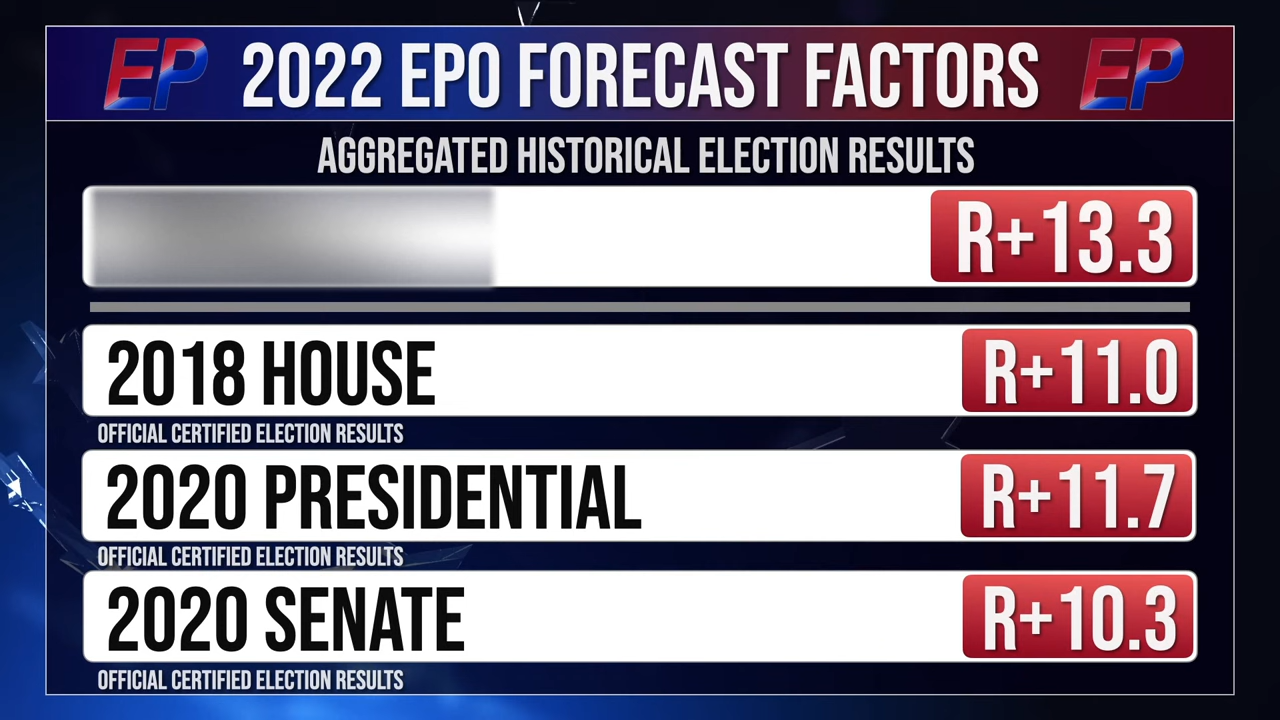 EP 2022 EPO FORECAST FACTORS EP
AGGREGATED HISTORICAL ELECTION RESULTS
R+13.3
2018 HOUSE R+11.0
OFFICIAL CERTIFIED ELECTION RESULTS
2020 PRESIDENTIAL R+11.7
OFFICIAL CERTIFIED ELECTION RESULTS
2020 SENATE R+10.3
OFFICIAL CERTIFIED ELECTION RESULTS